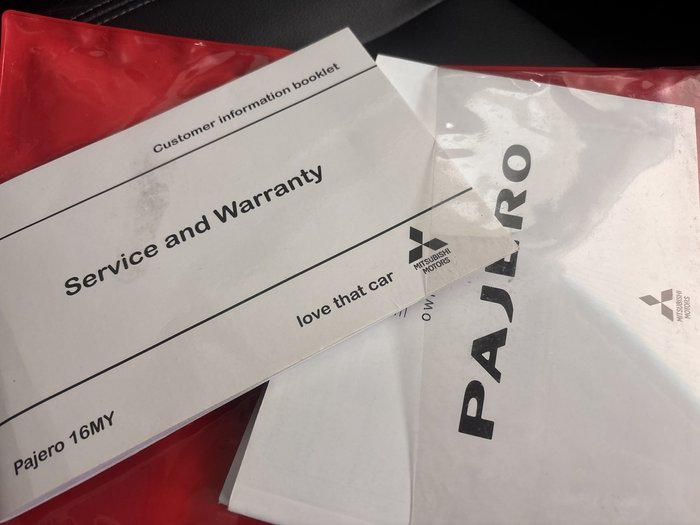 Customer information booklet
Service and Warranty
MITSUBISHI
MOTORS
love that car
Pajero 16MY
PAJERO
MITSUBISHI
MOTORS